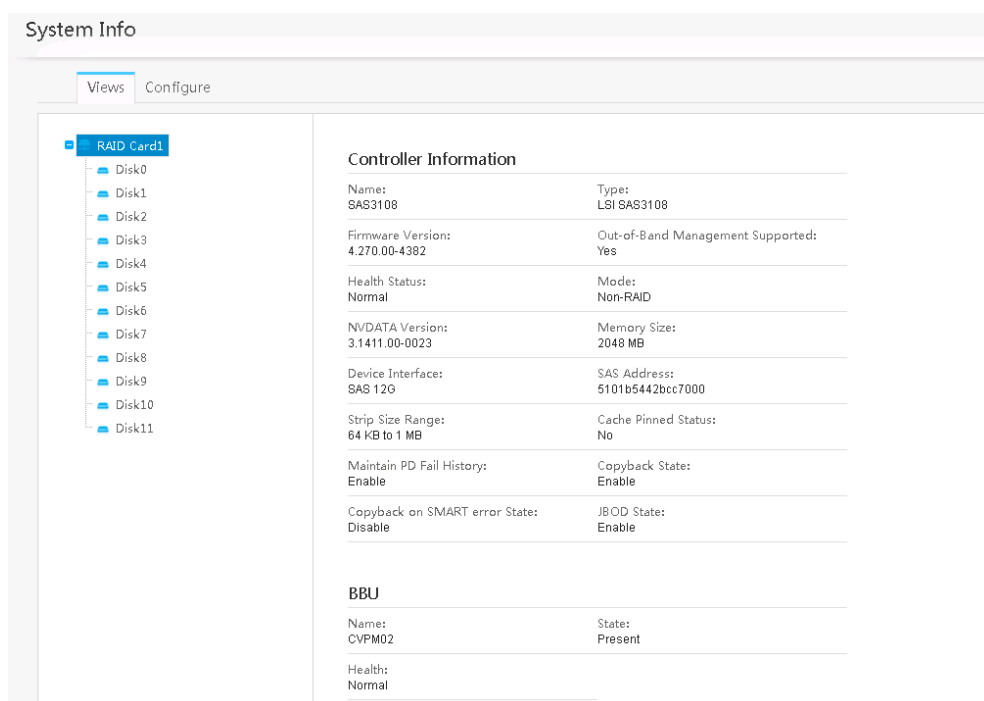 System Info
Views Configure
RAID Card1
Disk0
Disk1
Disk2
Disk3
Disk4
Disk5
Disk6
Disk7
Disk8
Disk9
Disk10
Disk11
Controller Information
Name: Type:
SAS3108 LSI SAS3108
Firmware Version: Out-of-Band Management Supported:
4.270.00-4382 Yes
Health Status: Mode:
Normal Non-RAID
NVDATA Version: Memory Size:
3.1411.00-0023 2048 MB
Device Interface: SAS Address:
SAS 12G 5101b5442bcc7000
Strip Size Range: Cache Pinned Status:
64 KB to 1 MB No
Maintain PD Fail History: Copyback State:
Enable Enable
Copyback on SMART error State: JBOD State:
Disable Enable
BBU
Name: State:
CVPM02 Present
Health:
Normal